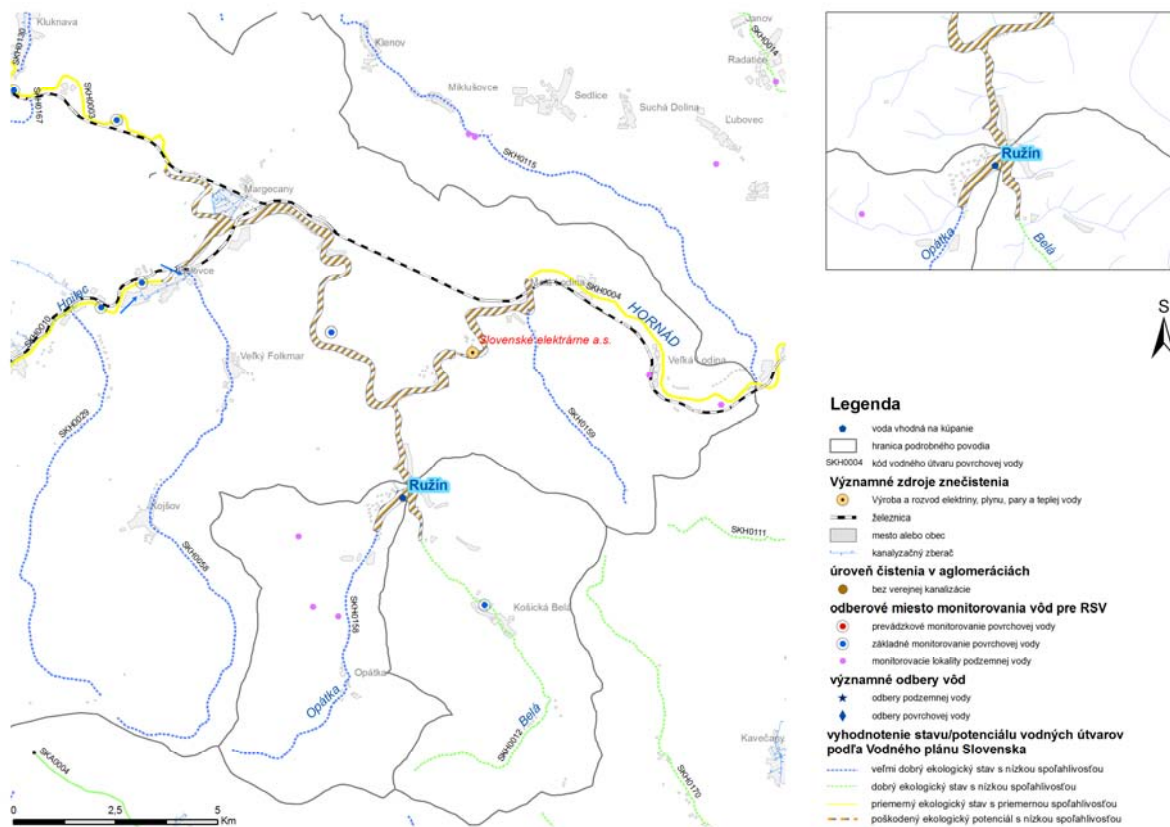 Kluknava
SKH0130
SKH0167
SKH0003
Klenov
Miklušovce
Sedlice
Suchá Dolina
Ľubovec
Janov
SKH0014
Radatice
SKH0115
Margecany
Hnilec
SKH0010
Veľký Folkmar
SKH0029
Kojšov
SKH0058
Slovenské elektrárne a.s.
SKH0004
HORNÁD
Veľká Lodina
SKH0159
Ružín
SKH0111
Košická Belá
SKH0158
Opátka
Opátka
Belá
SKH0012
SKH0170
Kavečany
SKA0004
0 2,5 5
Km
Ružín
Opátka
Belá
S
Legenda
voda vhodná na kúpanie
hranica podrobného povodia
SKH0004 kód vodného útvaru povrchovej vody
Významné zdroje znečistenia
Výroba a rozvod elektriny, plynu, pary a teplej vody
železnica
mesto alebo obec
kanalyzačný zberač
úroveň čistenia v aglomeráciách
bez verejnej kanalizácie
odberové miesto monitorovania vôd pre RSV
prevádzkové monitorovanie povrchovej vody
základné monitorovanie povrchovej vody
monitorovacie lokality podzemnej vody
významné odbery vôd
odbery podzemnej vody
odbery povrchovej vody
vyhodnotenie stavu/potenciálu vodných útvarov
podľa Vodného plánu Slovenska
veľmi dobrý ekologický stav s nízkou spoľahlivosťou
dobrý ekologický stav s nízkou spoľahlivosťou
priemerný ekologický stav s priemernou spoľahlivosťou
poškodený ekologický potenciál s nízkou spoľahlivosťou